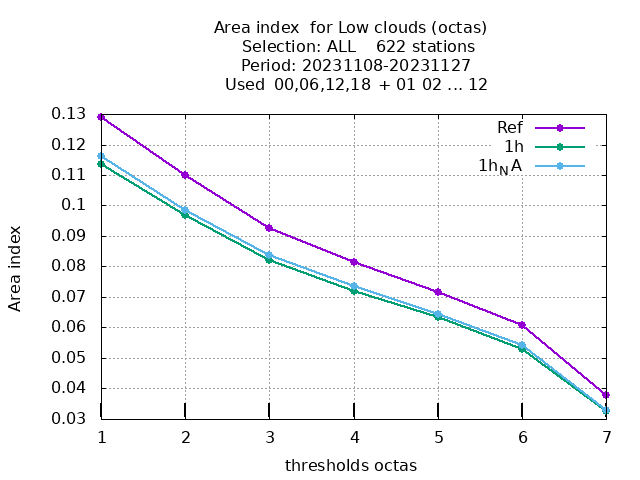 Area index  for Low clouds (octas)
Selection: ALL    622 stations
Period: 20231108-20231127
Used  00,06,12,18 + 01 02 ... 12
Ref
1h
1hNA
0.13
0.12
0.11
0.1
0.09
0.08
0.07
0.06
0.05
0.04
0.03
Area index
1 2 3 4 5 6 7
thresholds octas